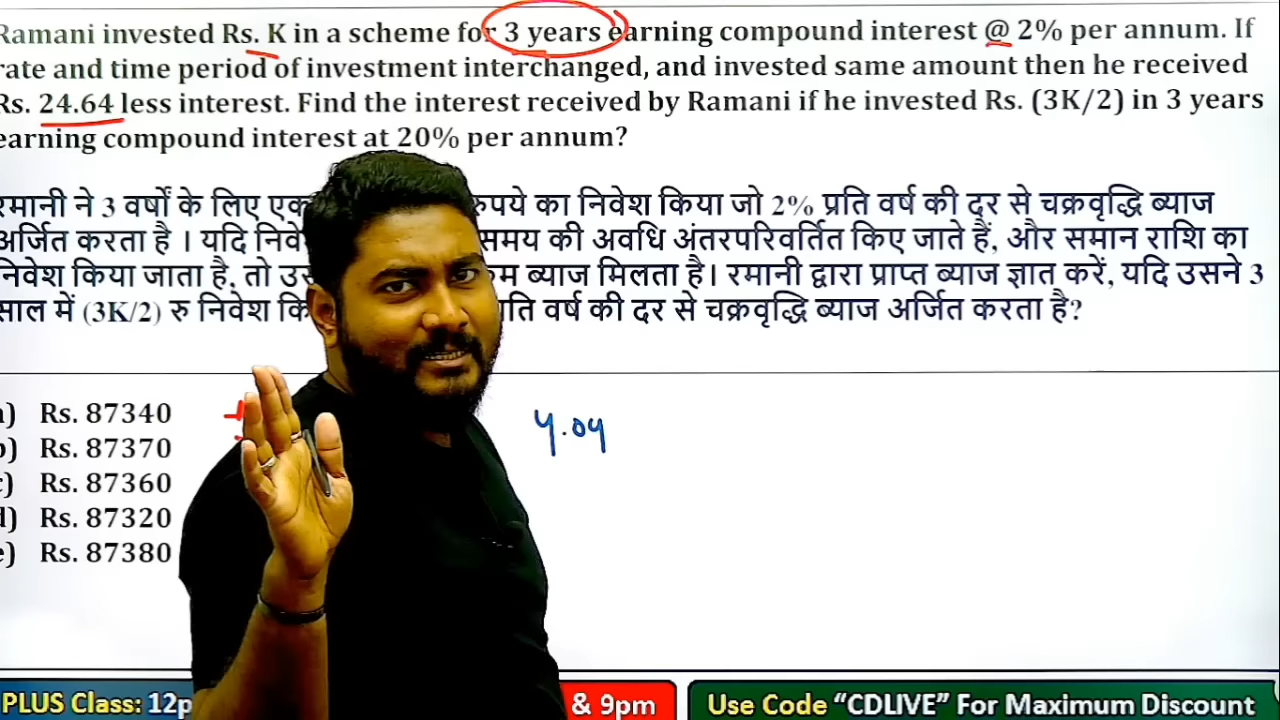 Ramani invested Rs. K in a scheme for 3 years earning compound interest @ 2% per annum. If
rate and time period of investment interchanged, and invested same amount then he received
Rs. 24.64 less interest. Find the interest received by Ramani if he invested Rs. (3K/2) in 3 years
earning compound interest at 20% per annum?
रमानी ने 3 वर्षों के लिए एक रुपये का निवेश किया जो 2% प्रति वर्ष की दर से चक्रवृद्धि ब्याज
अर्जित करता है । यदि समय की अवधि अंतरपरिवर्तित किए जाते हैं, और समान राशि का
निवेश किया जाता है, तो ब्याज मिलता है। रमानी द्वारा प्राप्त ब्याज ज्ञात करें, यदि उसने 3
साल में (3K/2) रु प्रति वर्ष की दर से चक्रवृद्धि ब्याज अर्जित करता है?
a) Rs. 87340
b) Rs. 87370
c) Rs. 87360
d) Rs. 87320
e) Rs. 87380
4.04
PLUS Class: & 9pm
Use Code “CDLIVE” For Maximum Discount